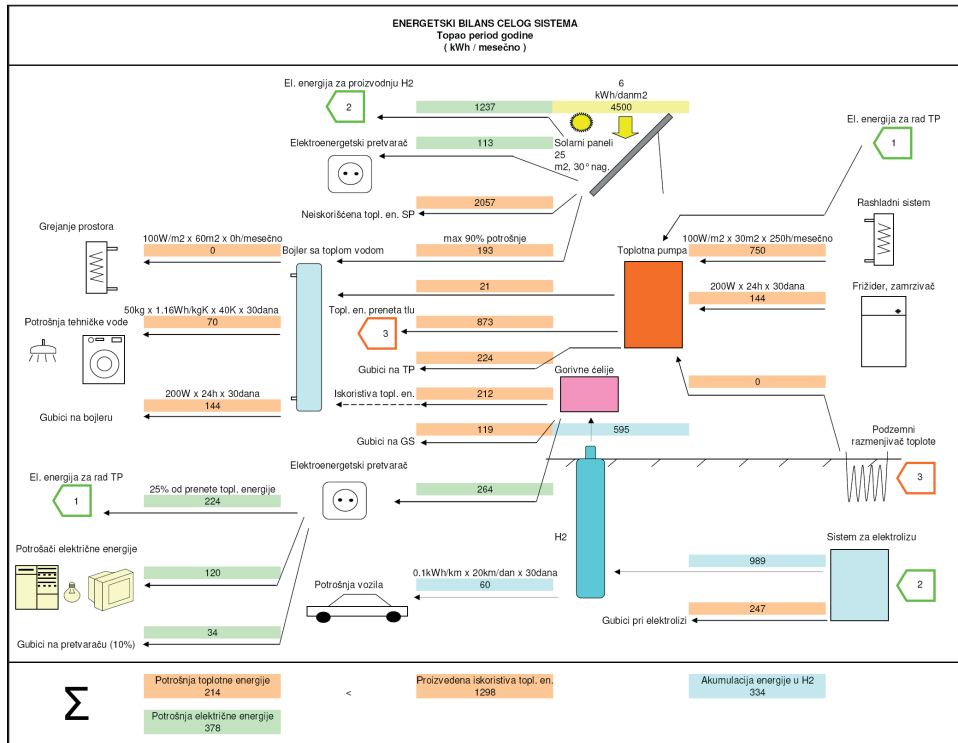 ENERGETSKI BILANS CELOG SISTEMA
Topao period godine
( kWh / mesečno )
El. energija za proizvodnju H2
2
1237
6
kWh/danm2
4500
El. energija za rad TP
1
Elektroenergetski pretvarač
113
Solarni paneli
25
m2, 30° nag.
2057
Neiskorišćena topl. en. SP
Rashladni sistem
Grejanje prostora
100W/m2 x 60m2 x 0h/mesečno
0
Bojler sa toplom vodom
max 90% potrošnje
193
Toplotna pumpa
100W/m2 x 30m2 x 250h/mesečno
750
21
200W x 24h x 30dana
144
Frižider, zamrzivač
50kg x 1.16Wh/kgK x 40K x 30dana
70
Potrošnja tehničke vode
Topl. en. preneta tlu
3
873
224
Gubici na TP
Gorivne ćelije
0
200W x 24h x 30dana
144
Gubici na bojleru
Iskoristiva topl. en.
212
119
595
Gubici na GS
Podzemni
razmenjivač toplote
3
Elektroenergetski pretvarač
El. energija za rad TP
1
25% od prenete topl. energije
224
264
H2
Sistem za elektrolizu
2
989
Potrošači električne energije
120
Potrošnja vozila
0.1kWh/km x 20km/dan x 30dana
60
247
Gubici pri elektrolizi
34
Gubici na pretvaraču (10%)
Σ
Potrošnja toplotne energije
214
<
Proizvedena iskoristiva topl. en.
1298
Akumulacija energije u H2
334
Potrošnja električne energije
378